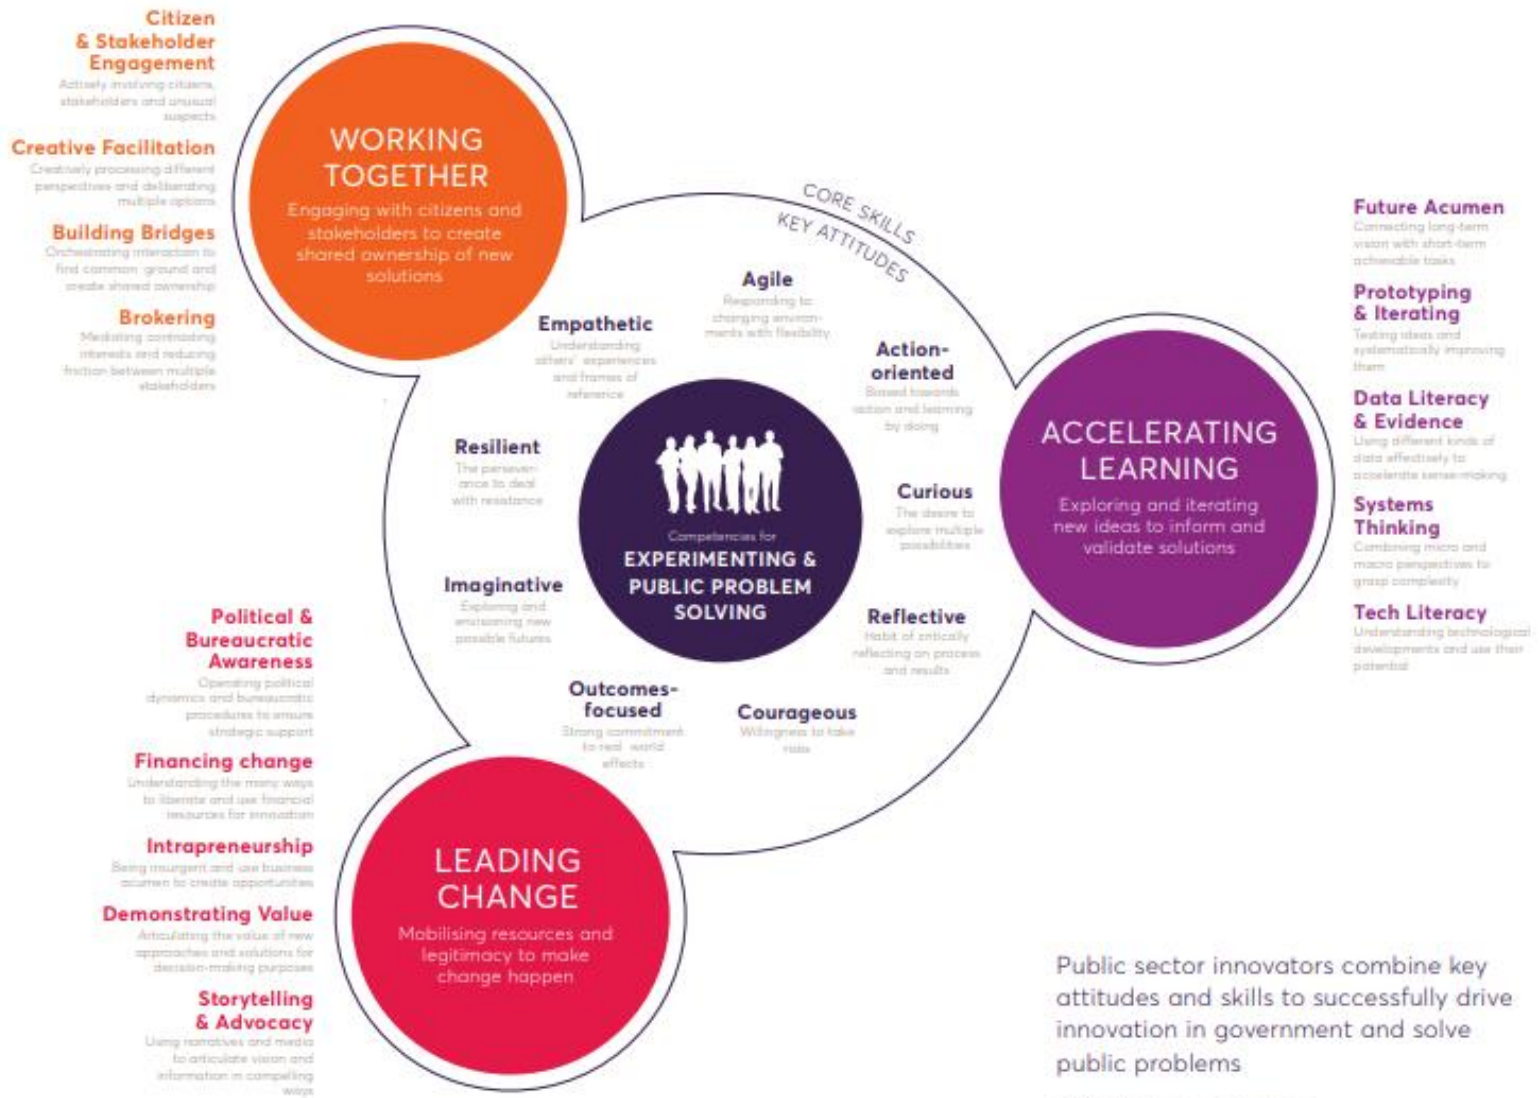 Citizen
& Stakeholder
Engagement
Actively involving citizens,
stakeholders and unusual
suspects
Creative Facilitation
Creatively processing different
perspectives and deliberating
multiple options
Building Bridges
Orchestrating interaction to
find common ground and
create shared ownership
Brokering
Mediating contrasting
interests and reducing
friction between multiple
stakeholders
WORKING
TOGETHER
Engaging with citizens and
stakeholders to create
shared ownership of new
solutions
CORE SKILLS
KEY ATTITUDES
Agile
Responding to
changing environ-
ments with flexibility
Empathetic
Understanding
others' experiences
and frames of
reference
Action-
oriented
Biased towards
action and learning
by doing
Resilient
The persever-
ance to deal
with resistance
Curious
The desire to
explore multiple
possibilities
Competencies for
EXPERIMENTING &
PUBLIC PROBLEM
SOLVING
Imaginative
Exploring and
envisioning new
possible futures
Reflective
Habit of critically
reflecting on process
and results
Outcomes-
focused
Strong commitment
to real world
effects
Courageous
Willingness to take
risks
ACCELERATING
LEARNING
Exploring and iterating
new ideas to inform and
validate solutions
Future Acumen
Connecting long-term
vision with short-term
achievable tasks
Prototyping
& Iterating
Testing ideas and
systematically improving
them
Data Literacy
& Evidence
Using different kinds of
data effectively to
accelerate sense-making
Systems
Thinking
Combining micro and
macro perspectives to
grasp complexity
Tech Literacy
Understanding technological
developments and use their
potential
Political &
Bureaucratic
Awareness
Operating political
dynamics and bureaucratic
procedures to ensure
strategic support
Financing change
Understanding the many ways
to liberate and use financial
resources for innovation
Intrapreneurship
Being insurgent and use business
acumen to create opportunities
Demonstrating Value
Articulating the value of new
approaches and solutions for
decision-making purposes
Storytelling
& Advocacy
Using narratives and media
to articulate vision and
information in compelling
ways
LEADING
CHANGE
Mobilising resources and
legitimacy to make
change happen
Public sector innovators combine key
attitudes and skills to successfully drive
innovation in government and solve
public problems